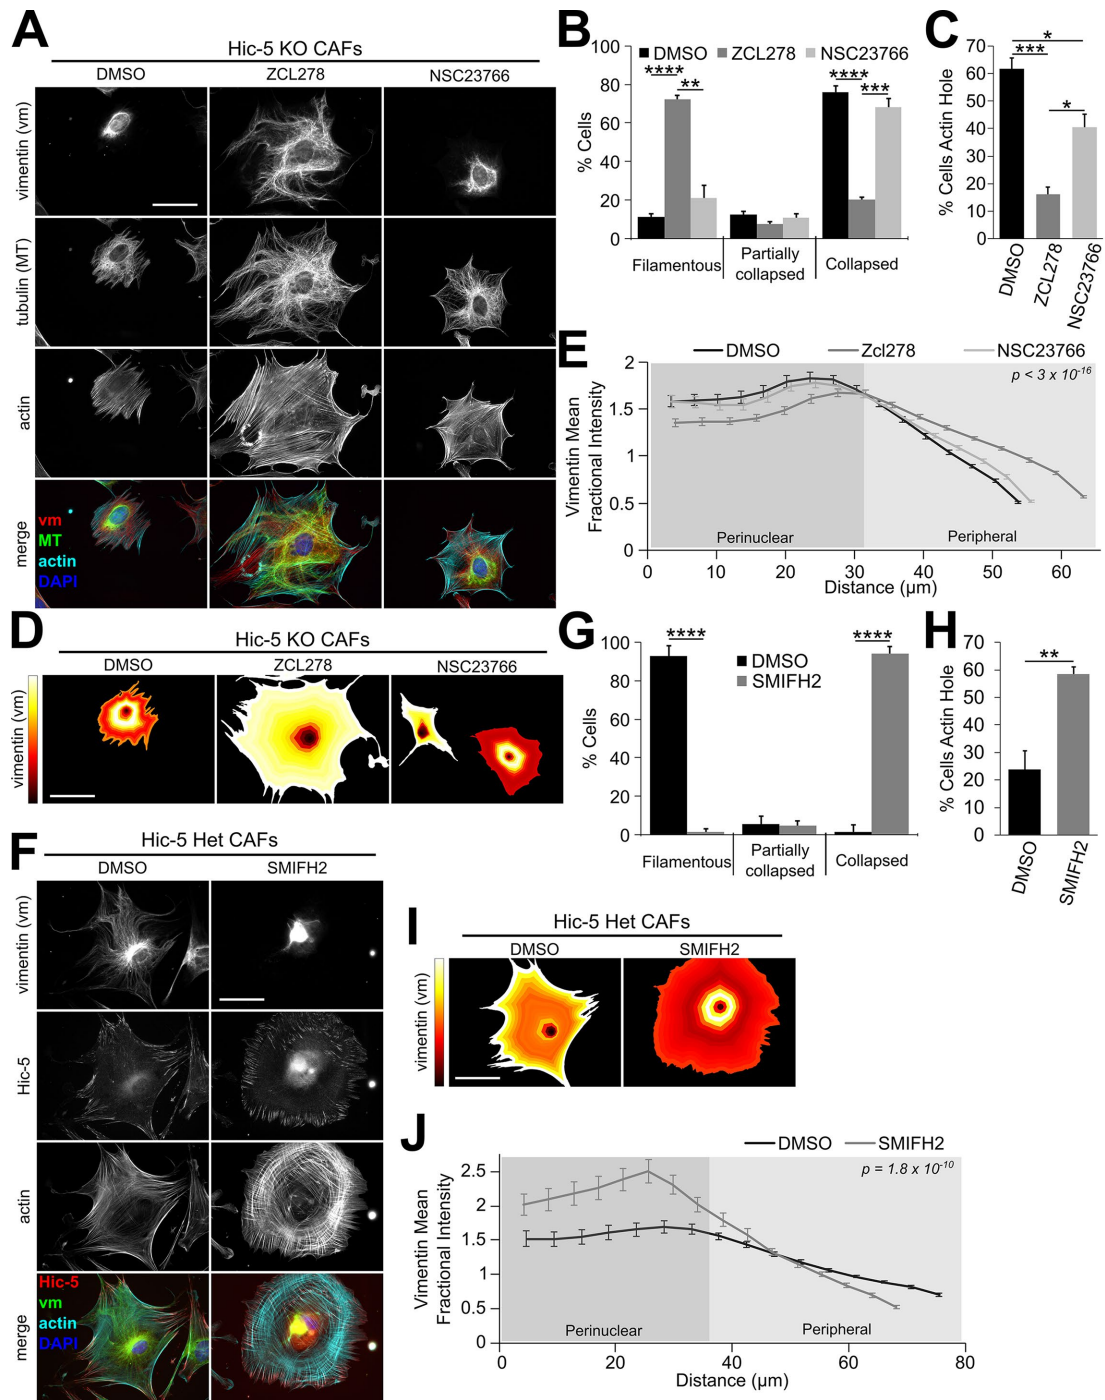 A
Hic-5 KO CAFs
DMSO ZCL278 NSC23766
vimentin (vm)
tubulin (MT)
actin
merge
vm
MT
actin
DAPI
B
DMSO ZCL278 NSC23766
% Cells
100
80
60
40
20
0
**** **
**** ***
Filamentous
Partially
collapsed
Collapsed
C
% Cells Actin Hole
70
60
50
40
30
20
10
0
*
***
*
DMSO
ZCL278
NSC23766
D
Hic-5 KO CAFs
DMSO ZCL278 NSC23766
vimentin (vm)
E
DMSO Zcl278 NSC23766
p < 3 x 10-16
Vimentin Mean
Fractional Intensity
2
1.5
1
0.5
0
Perinuclear Peripheral
0 10 20 30 40 50 60
Distance (µm)
F
Hic-5 Het CAFs
DMSO SMIFH2
vimentin (vm)
Hic-5
actin
merge
Hic-5
vm
actin
DAPI
G
DMSO
SMIFH2
% Cells
100
80
60
40
20
0
****
****
Filamentous
Partially
collapsed
Collapsed
H
% Cells Actin Hole
70
60
50
40
30
20
10
0
**
DMSO
SMIFH2
I
Hic-5 Het CAFs
DMSO SMIFH2
vimentin (vm)
J
DMSO SMIFH2
p = 1.8 x 10-10
Vimentin Mean
Fractional Intensity
2.5
2
1.5
1
0.5
0
Perinuclear Peripheral
0 20 40 60 80
Distance (µm)